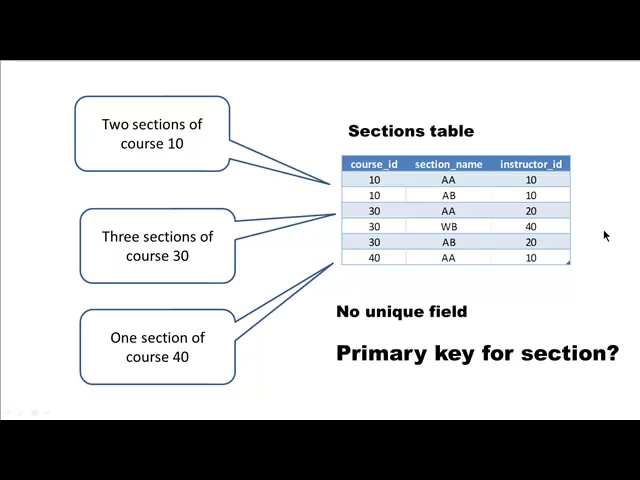 Two sections of
course 10
Three sections of
course 30
One section of
course 40
Sections table
course_id section_name instructor_id
10 AA 10
10 AB 10
30 AA 20
30 WB 40
30 AB 20
40 AA 10
No unique field
Primary key for section?